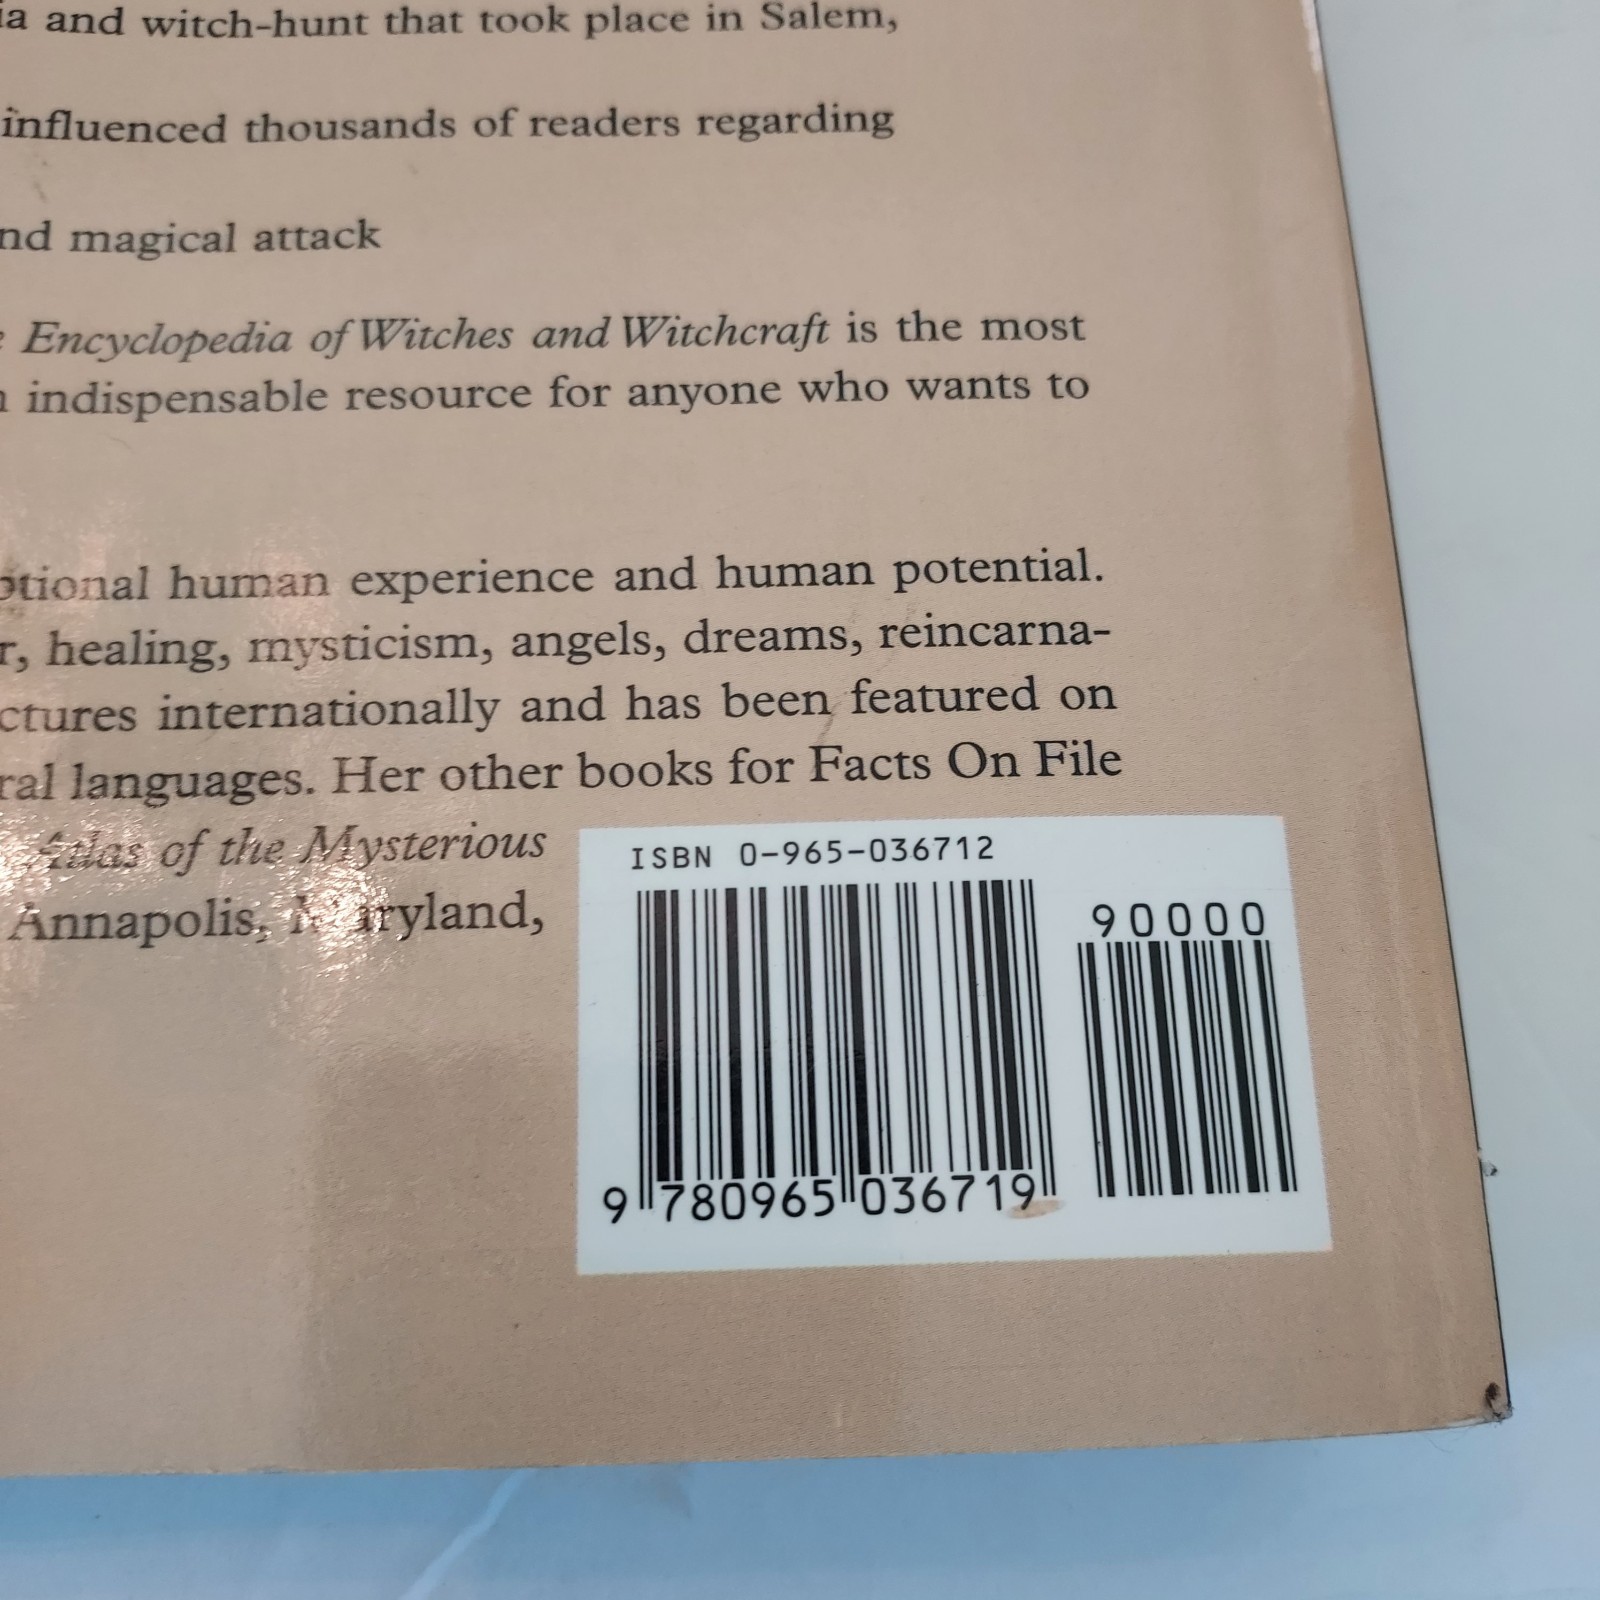 and witch-hunt that took place in Salem,
influenced thousands of readers regarding
nd magical attack
Encyclopedia of Witches and Witchcraft is the most
indispensable resource for anyone who wants to
otional human experience and human potential.
r, healing, mysticism, angels, dreams, reincarna-
ctures internationally and has been featured on
ral languages. Her other books for Facts On File
Atlas of the Mysterious
Annapolis, Maryland,
ISBN 0-965-036712
90000
9 780965 036719